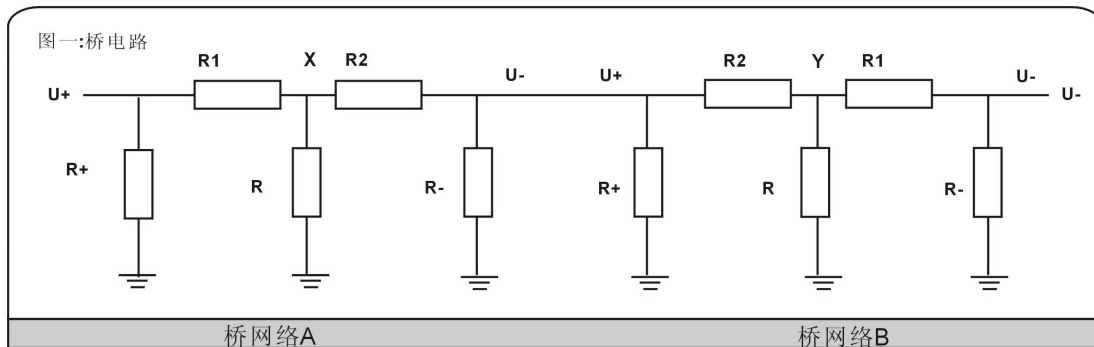 图一:桥电路
R1 X R2 R2 Y R1
U+ U- U+ U- U-
R+ R R- R+ R R-
桥网络A 桥网络B